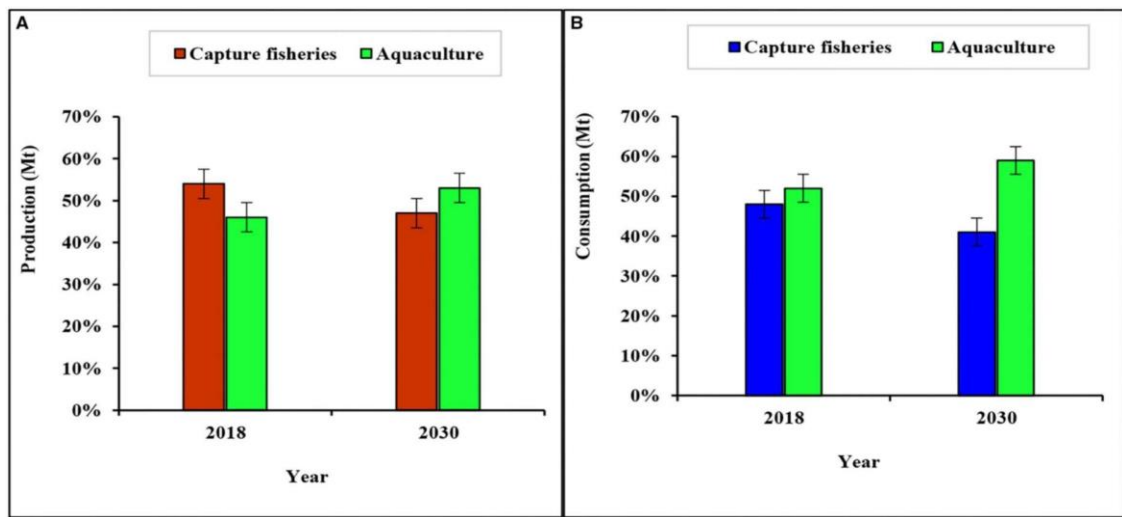 A
Capture fisheries Aquaculture
Production (Mt)
70%
60%
50%
40%
30%
20%
10%
0%
2018 2030
Year
B
Capture fisheries Aquaculture
Consumption (Mt)
70%
60%
50%
40%
30%
20%
10%
0%
2018 2030
Year